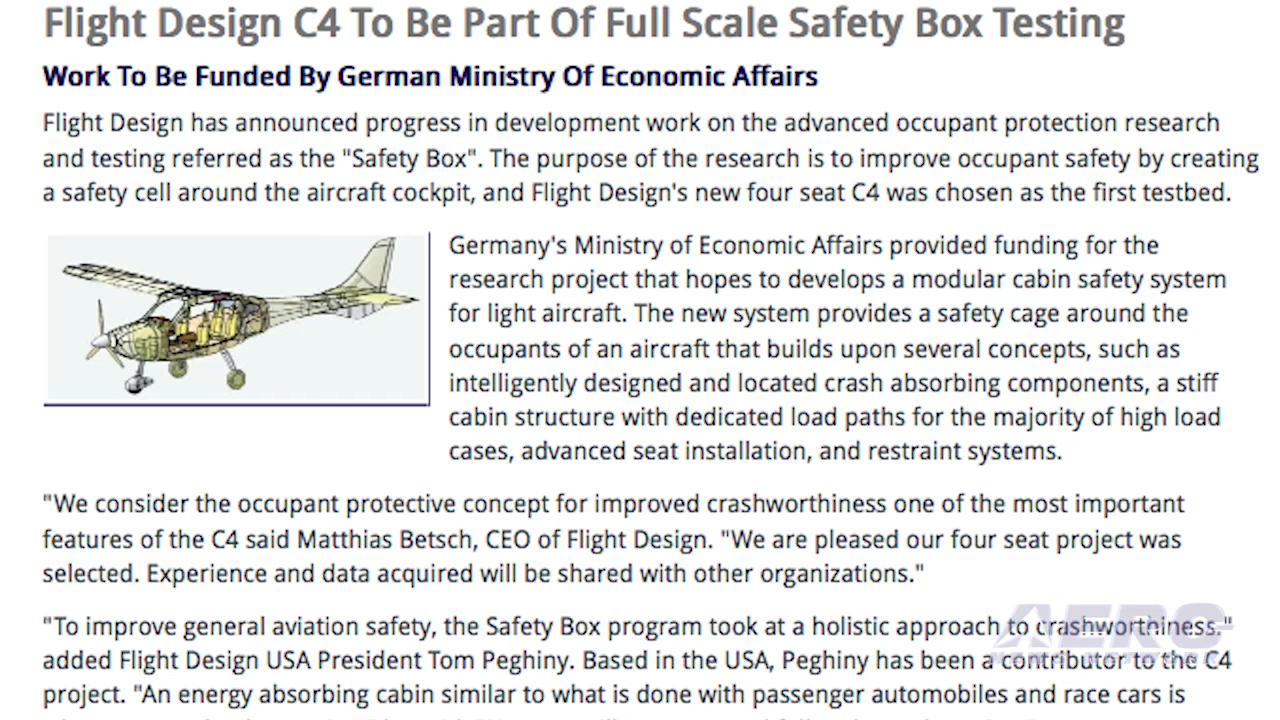 Flight Design C4 To Be Part Of Full Scale Safety Box Testing
Work To Be Funded By German Ministry Of Economic Affairs
Flight Design has announced progress in development work on the advanced occupant protection research
and testing referred as the "Safety Box". The purpose of the research is to improve occupant safety by creating
a safety cell around the aircraft cockpit, and Flight Design's new four seat C4 was chosen as the first testbed.
Germany's Ministry of Economic Affairs provided funding for the
research project that hopes to develops a modular cabin safety system
for light aircraft. The new system provides a safety cage around the
occupants of an aircraft that builds upon several concepts, such as
intelligently designed and located crash absorbing components, a stiff
cabin structure with dedicated load paths for the majority of high load
cases, advanced seat installation, and restraint systems.
"We consider the occupant protective concept for improved crashworthiness one of the most important
features of the C4 said Matthias Betsch, CEO of Flight Design. "We are pleased our four seat project was
selected. Experience and data acquired will be shared with other organizations."
"To improve general aviation safety, the Safety Box program took at a holistic approach to crashworthiness."
added Flight Design USA President Tom Peghiny. Based in the USA, Peghiny has been a contributor to the C4
project. "An energy absorbing cabin similar to what is done with passenger automobiles and race cars is
AERO
NEWS NETWORK